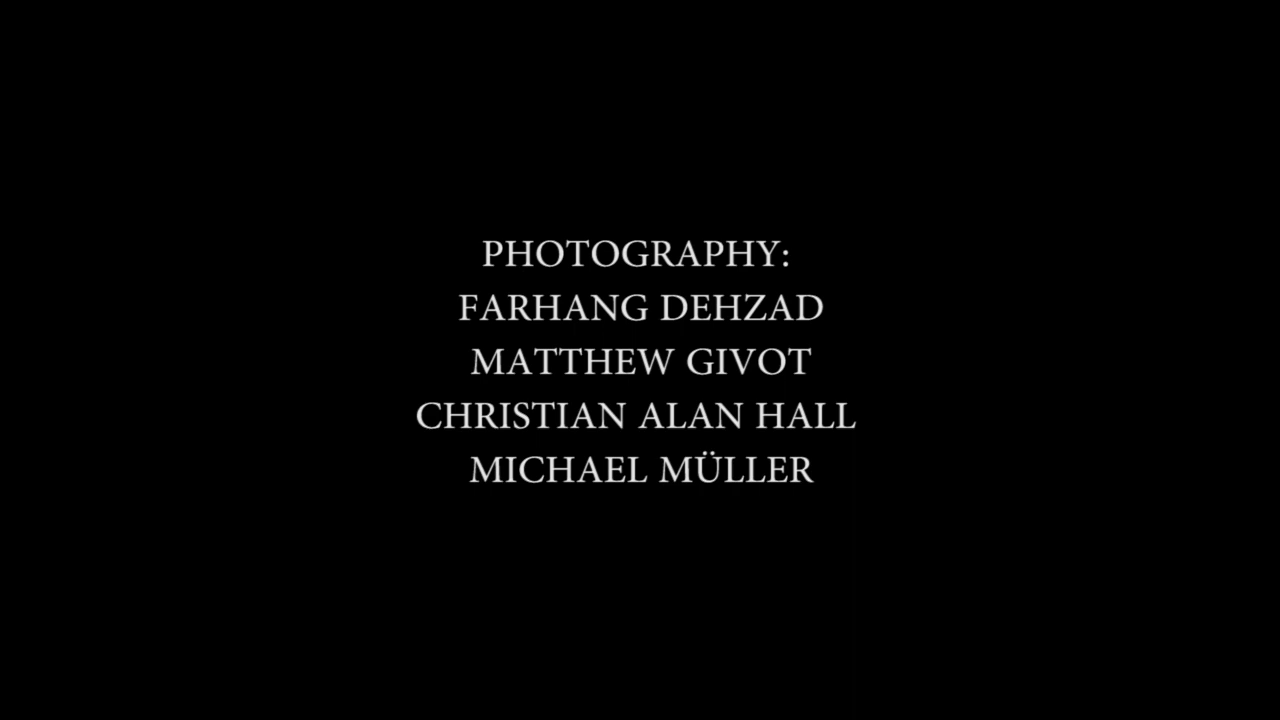 PHOTOGRAPHY:
FARHANG DEHZAD
MATTHEW GIVOT
CHRISTIAN ALAN HALL
MICHAEL MÜLLER